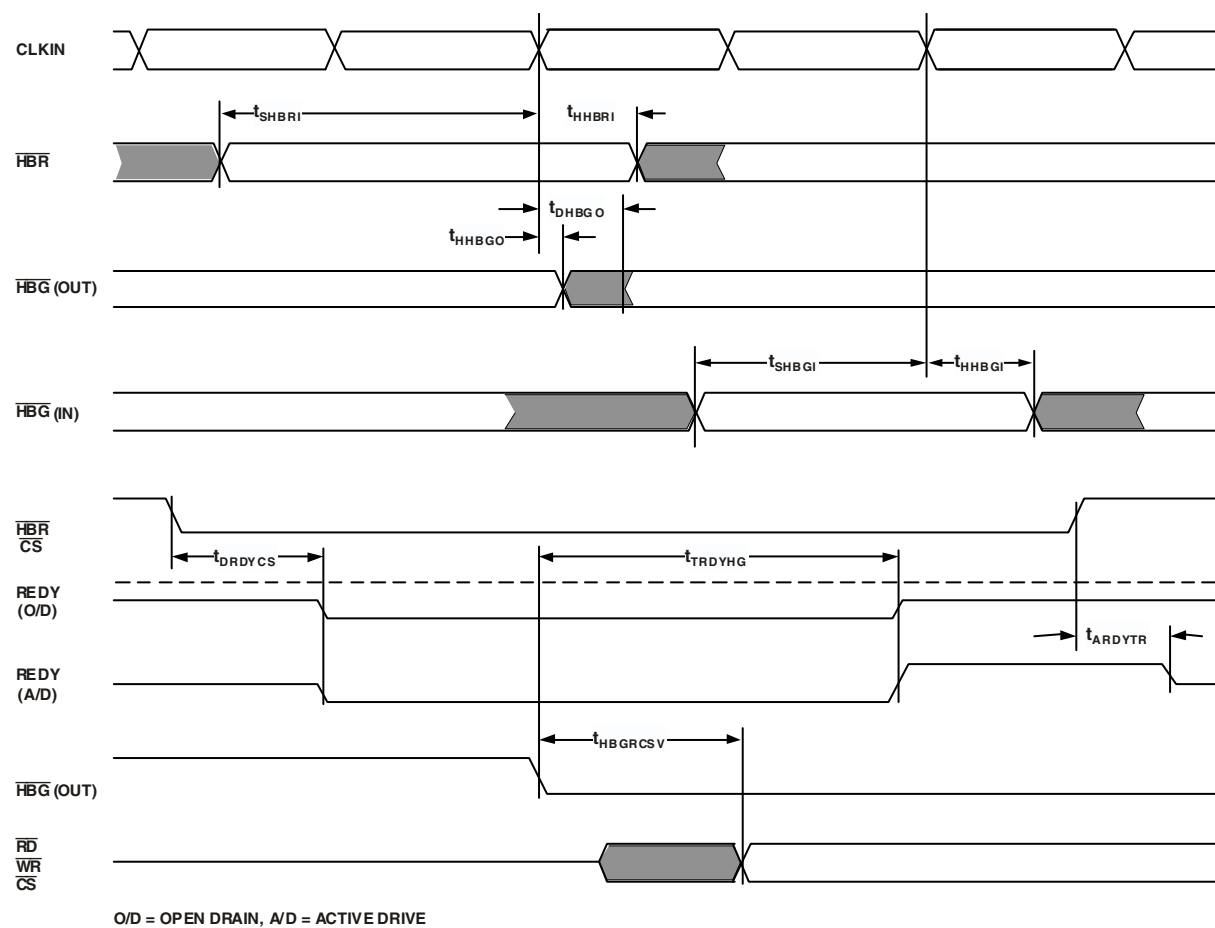 CLKIN
tSHBRI
tHHBRI
HBR
tDHBGO
tHHBGO
HBG (OUT)
tSHBGI
tHHBGI
HBG (IN)
HBR
CS
tDRDYCS
tTRDYHG
REDY
(O/D)
tARDYTR
REDY
(A/D)
tHBGRCSV
HBG (OUT)
RD
WR
CS
O/D = OPEN DRAIN, A/D = ACTIVE DRIVE